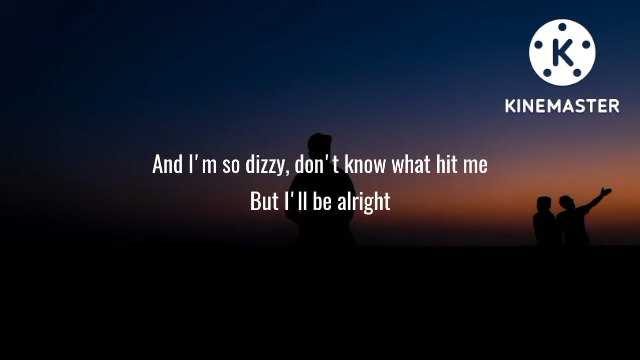 K
KINEMASTER
And I'm so dizzy, don't know what hit me
But I'll be alright